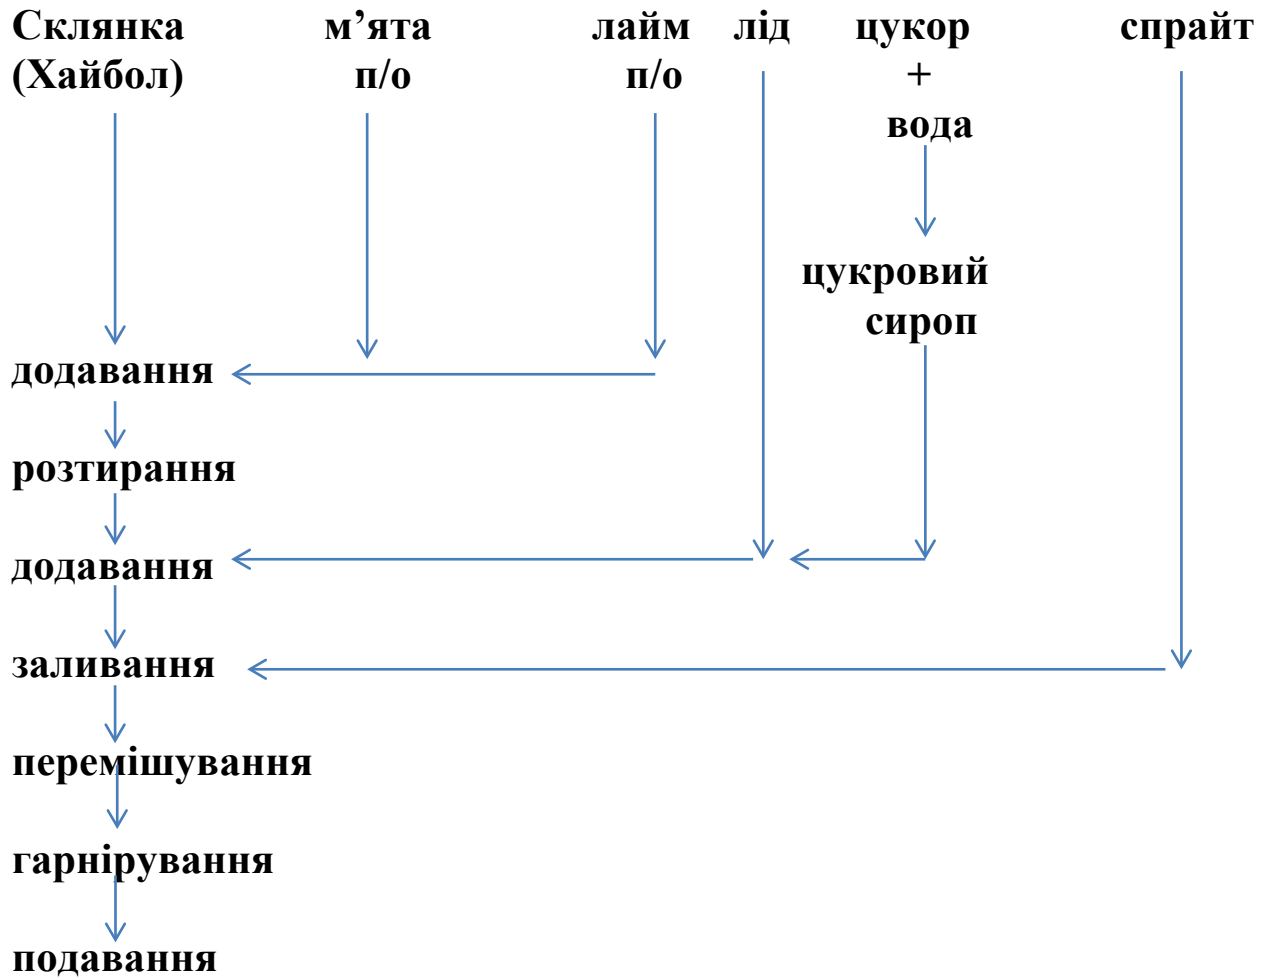 Склянка м’ята лайм лід цукор спрайт
(Хайбол) п/о п/о +
вода
цукровий
сироп
додавання
розтирання
додавання
заливання
перемішування
гарнірування
подавання